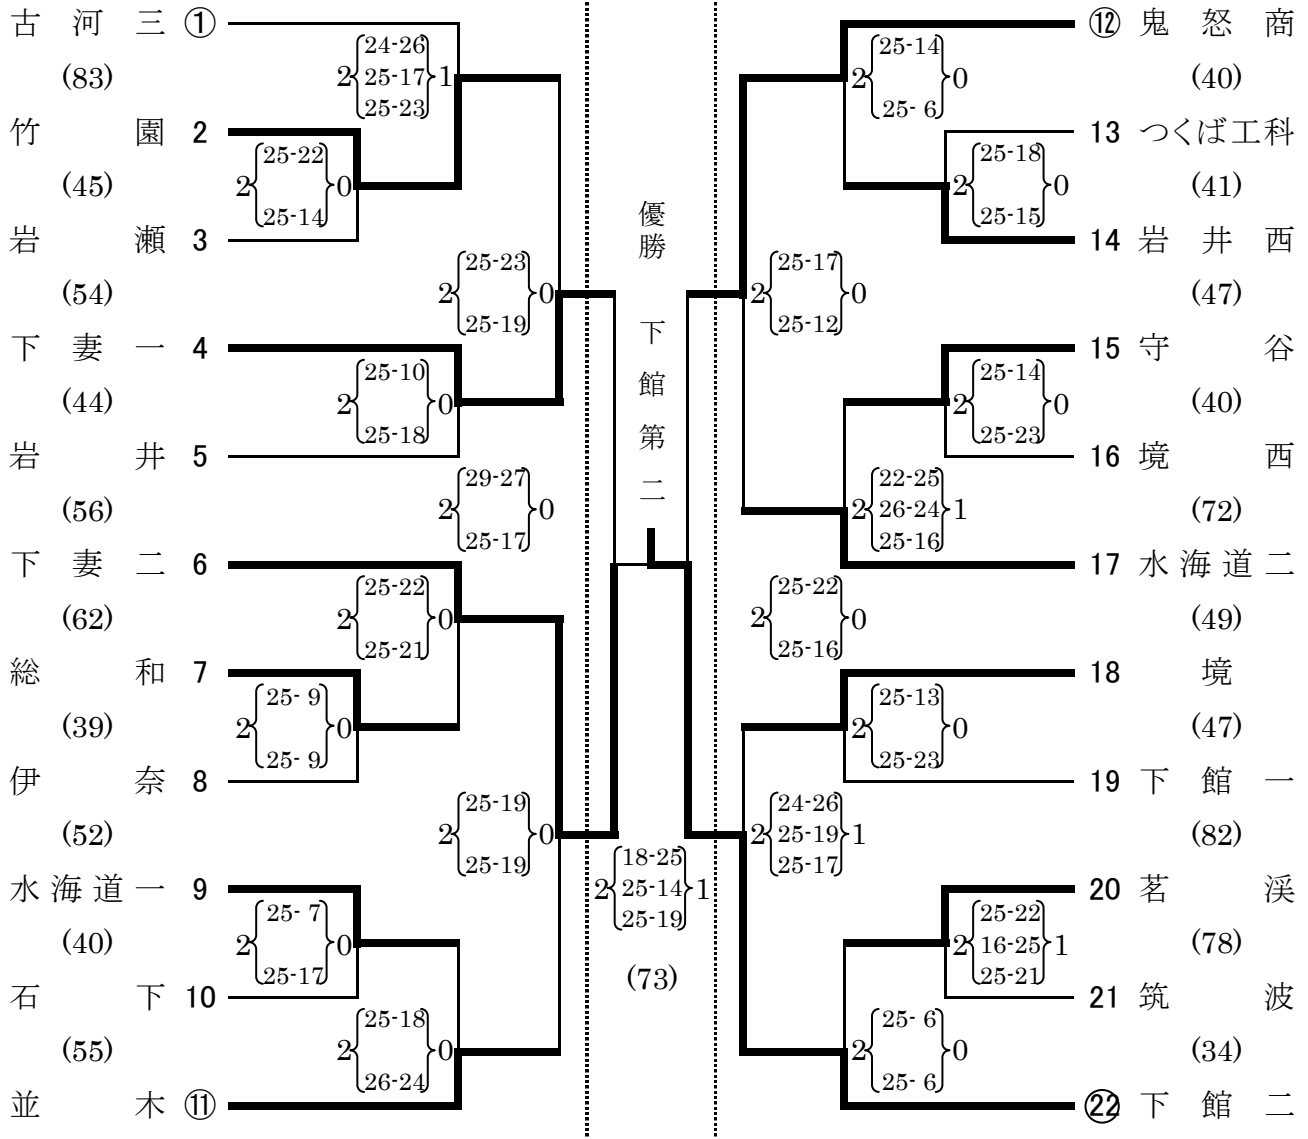 古河三 ①
(83)
竹園 2
(45)
岩瀬 3
(54)
下妻一 4
(44)
岩井 5
(56)
下妻二 6
(62)
総和 7
(39)
伊奈 8
(52)
水海道一 9
(40)
石下 10
(55)
並木 ⑪
24-26
2 25-17 1
25-23
25-22
2 0
25-14
25-23
2 0
25-19
25-10
2 0
25-18
29-27
2 0
25-17
25-22
2 0
25-21
25- 9
2 0
25- 9
25-19
2 0
25-19
25- 7
2 0
25-17
25-18
2 0
26-24
優勝 下館第二
18-25
2 25-14 1
25-19
(73)
25-14
2 0
25- 6
25-18
2 0
25-15
25-17
2 0
25-12
25-14
2 0
25-23
22-25
2 26-24 1
25-16
25-22
2 0
25-16
25-13
2 0
25-23
24-26
2 25-19 1
25-17
25-22
2 16-25 1
25-21
25- 6
2 0
25- 6
⑫ 鬼怒商
(40)
13 つくば工科
(41)
14 岩井西
(47)
15 守谷
(40)
16 境西
(72)
17 水海道二
(49)
18 境
(47)
19 下館一
(82)
20 茗渓
(78)
21 筑波
(34)
㉒ 下館二